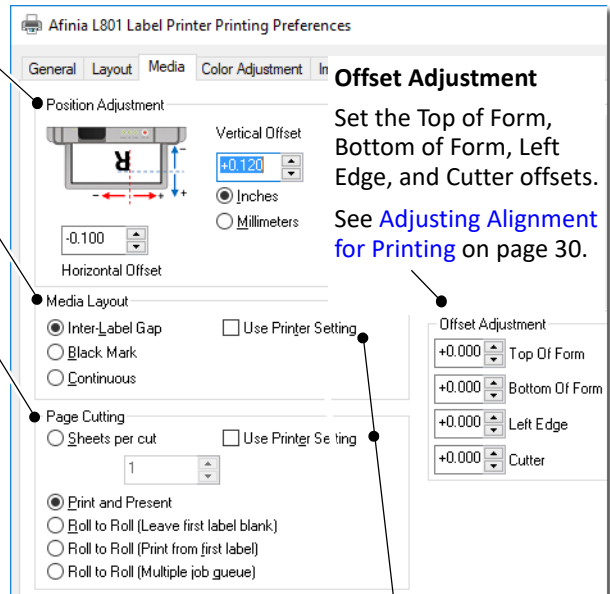 Afinia L801 Label Printer Printing Preferences
General Layout Media Color Adjustment
Offset Adjustment
Set the Top of Form,
Bottom of Form, Left
Edge, and Cutter offsets.
See Adjusting Alignment
for Printing on page 30.
Position Adjustment
R
- +
- +
Vertical Offset
+0.120
Inches
Millimeters
-0.100
Horizontal Offset
Media Layout
Inter-Label Gap Use Printer Setting
Black Mark
Continuous
Offset Adjustment
+0.000 Top Of Form
+0.000 Bottom Of Form
+0.000 Left Edge
+0.000 Cutter
Page Cutting
Sheets per cut Use Printer Setting
1
Print and Present
Roll to Roll (Leave first label blank)
Roll to Roll (Print from first label)
Roll to Roll (Multiple job queue)